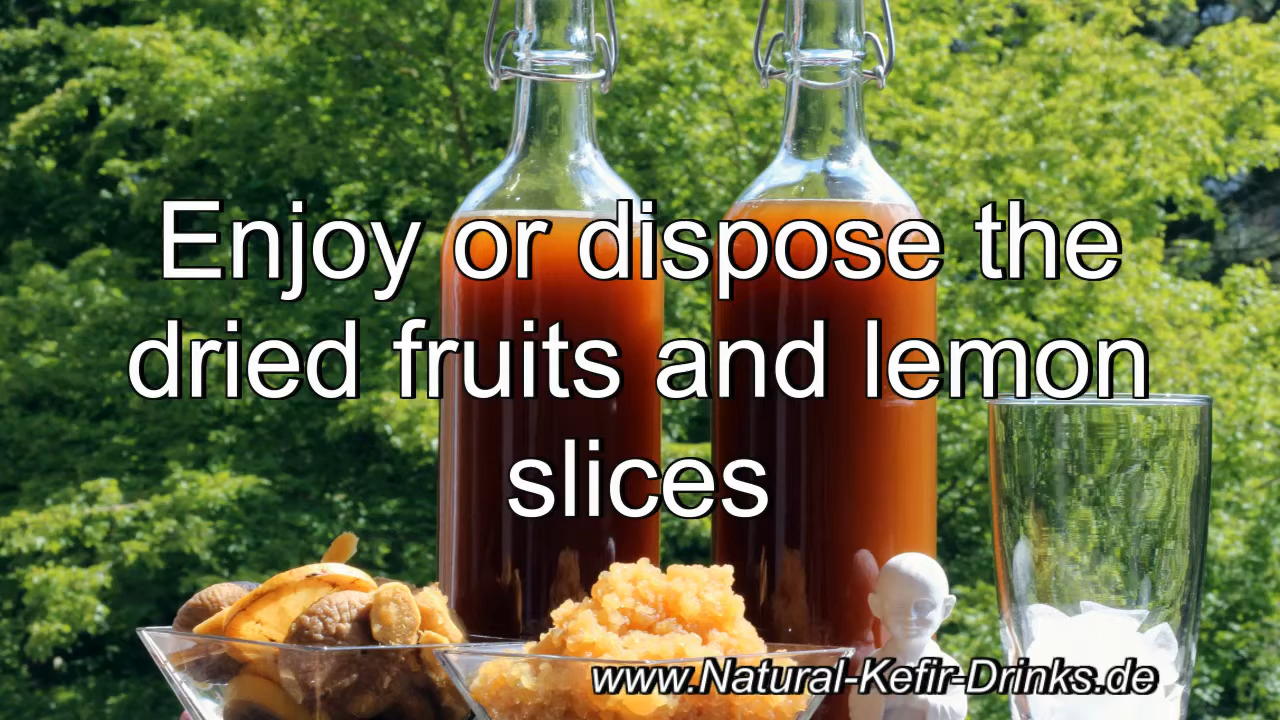 Enjoy or dispose the
dried fruits and lemon
slices
www.Natural-Kefir-Drinks.de